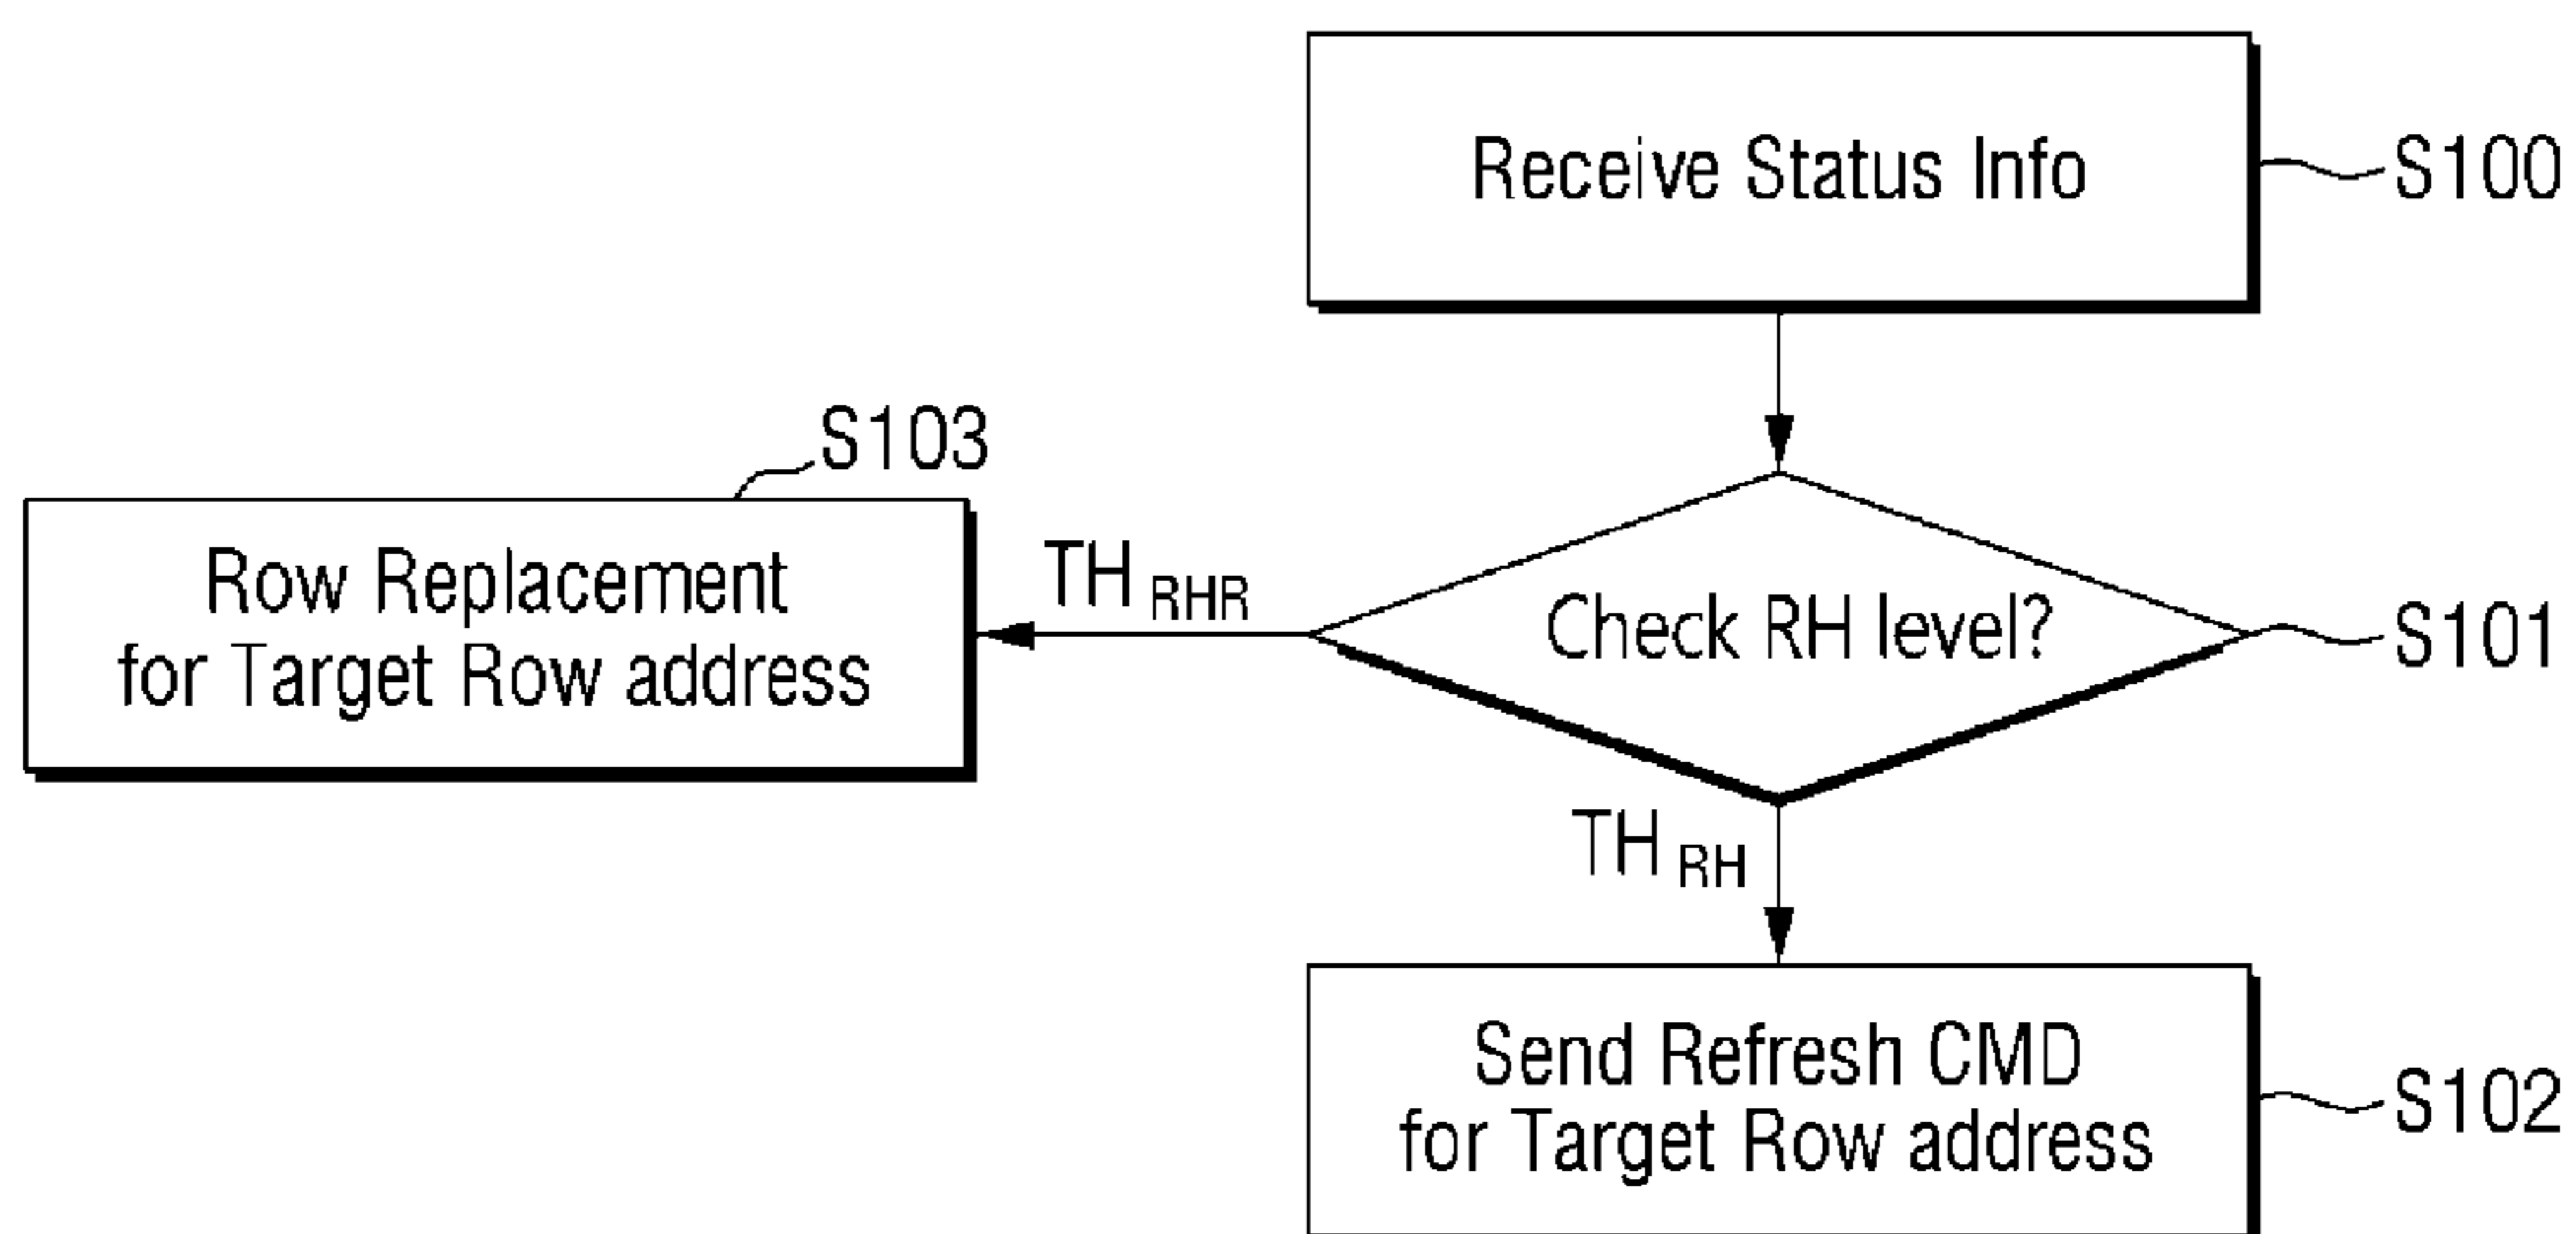 Receive Status Info
S100
S103
Row Replacement
for Target Row address
TH RHR
Check RH level?
S101
TH RH
Send Refresh CMD
for Target Row address
S102